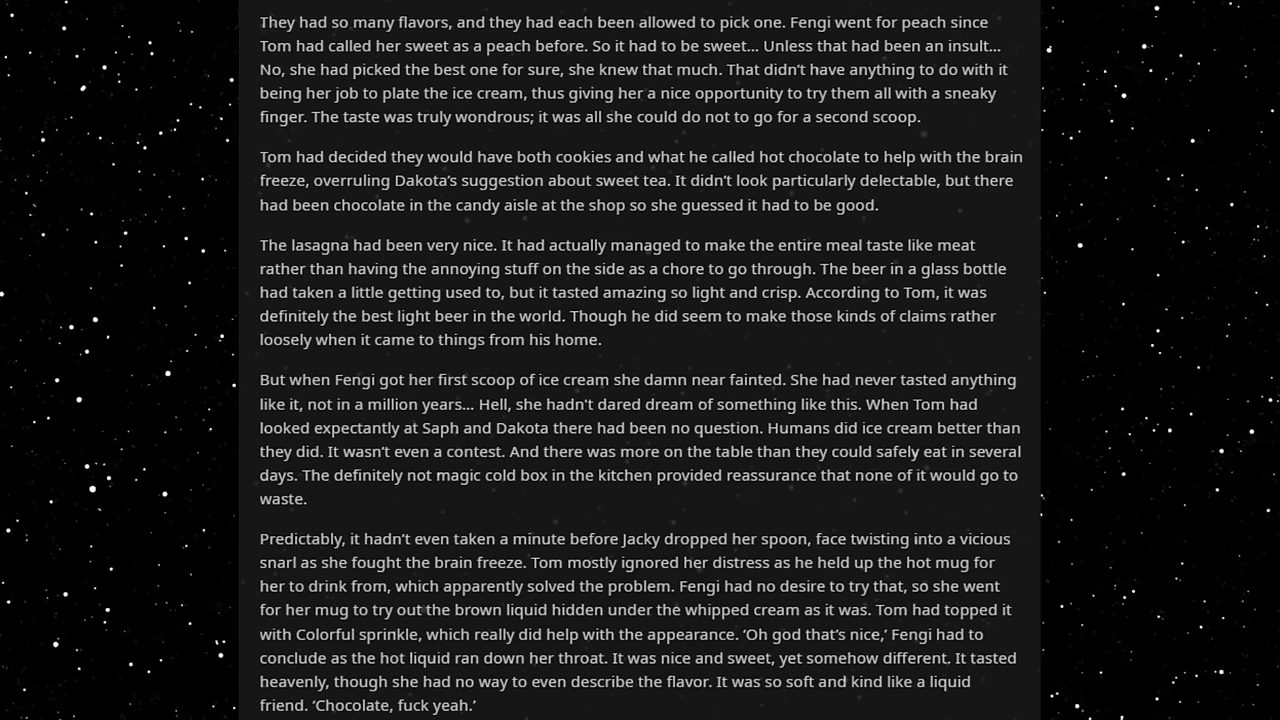 They had so many flavors, and they had each been allowed to pick one. Fengi went for peach since
Tom had called her sweet as a peach before. So it had to be sweet... Unless that had been an insult...
No, she had picked the best one for sure, she knew that much. That didn’t have anything to do with it
being her job to plate the ice cream, thus giving her a nice opportunity to try them all with a sneaky
finger. The taste was truly wondrous; it was all she could do not to go for a second scoop.
Tom had decided they would have both cookies and what he called hot chocolate to help with the brain
freeze, overruling Dakota’s suggestion about sweet tea. It didn’t look particularly delectable, but there
had been chocolate in the candy aisle at the shop so she guessed it had to be good.
The lasagna had been very nice. It had actually managed to make the entire meal taste like meat
rather than having the annoying stuff on the side as a chore to go through. The beer in a glass bottle
had taken a little getting used to, but it tasted amazing so light and crisp. According to Tom, it was
definitely the best light beer in the world. Though he did seem to make those kinds of claims rather
loosely when it came to things from his home.
But when Fengi got her first scoop of ice cream she damn near fainted. She had never tasted anything
like it, not in a million years... Hell, she hadn't dared dream of something like this. When Tom had
looked expectantly at Saph and Dakota there had been no question. Humans did ice cream better than
they did. It wasn’t even a contest. And there was more on the table than they could safely eat in several
days. The definitely not magic cold box in the kitchen provided reassurance that none of it would go to
waste.
Predictably, it hadn’t even taken a minute before Jacky dropped her spoon, face twisting into a vicious
snarl as she fought the brain freeze. Tom mostly ignored her distress as he held up the hot mug for
her to drink from, which apparently solved the problem. Fengi had no desire to try that, so she went
for her mug to try out the brown liquid hidden under the whipped cream as it was. Tom had topped it
with Colorful sprinkle, which really did help with the appearance. ‘Oh god that’s nice,’ Fengi had to
conclude as the hot liquid ran down her throat. It was nice and sweet, yet somehow different. It tasted
heavenly, though she had no way to even describe the flavor. It was so soft and kind like a liquid
friend. ‘Chocolate, fuck yeah.’